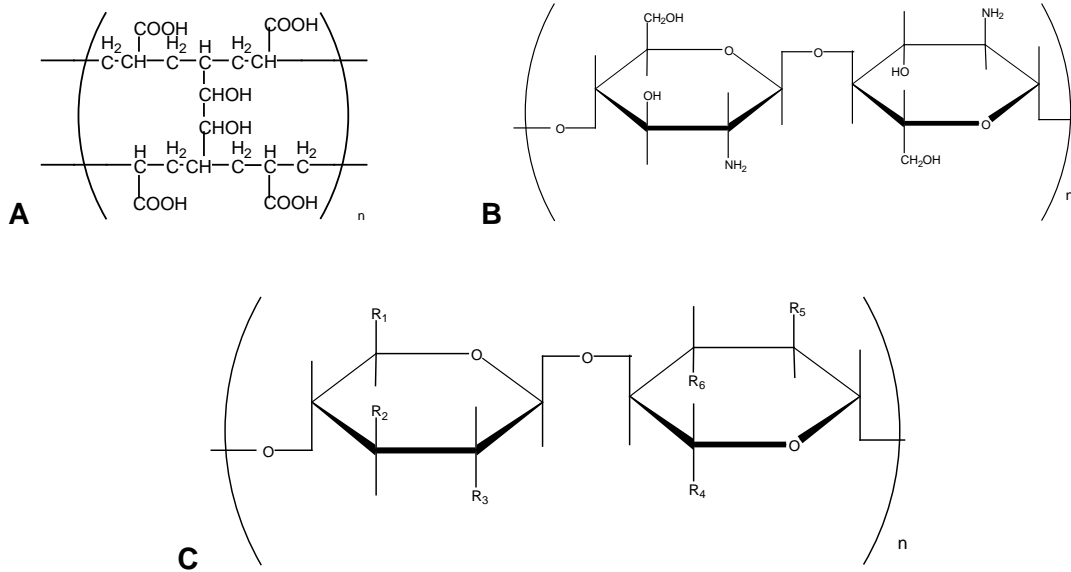 COOH COOH
H2 H2 H H2
C CH C C C CH
CHOH
CHOH
H H2 H2 H H2
C C CH C C C
COOH COOH
n
A
CH2OH
O
OH
NH2
O
O
NH2
HO
O
CH2OH
n
B
R1
O
R2
R3
O
O
R5
R6
O
R4
n
C